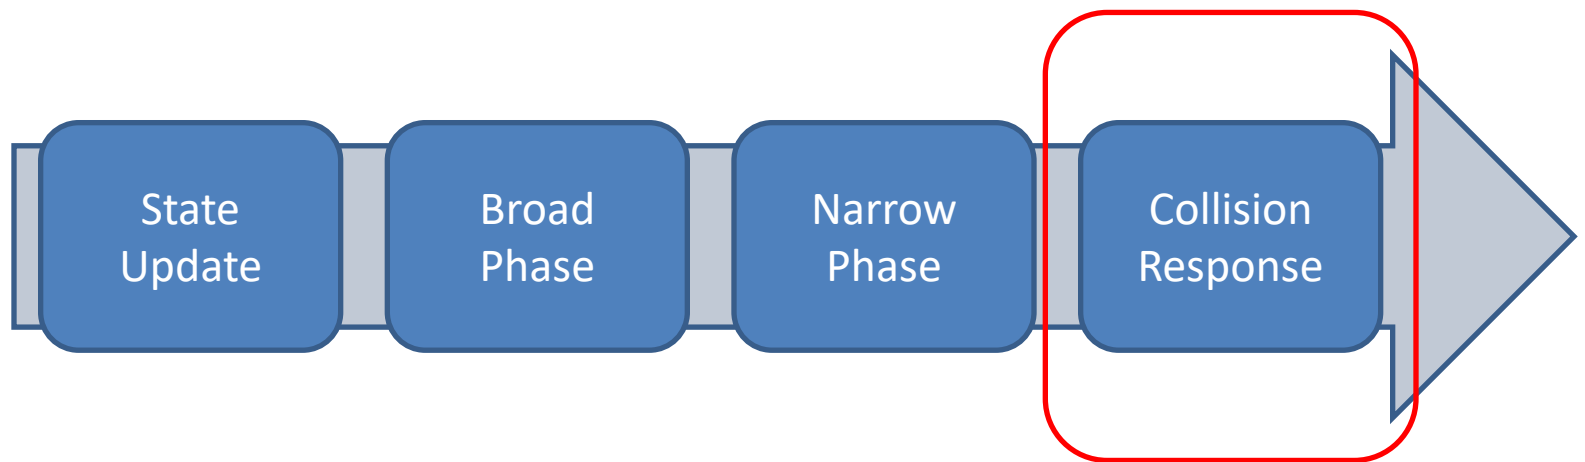 State
Update
Broad
Phase
Narrow
Phase
Collision
Response